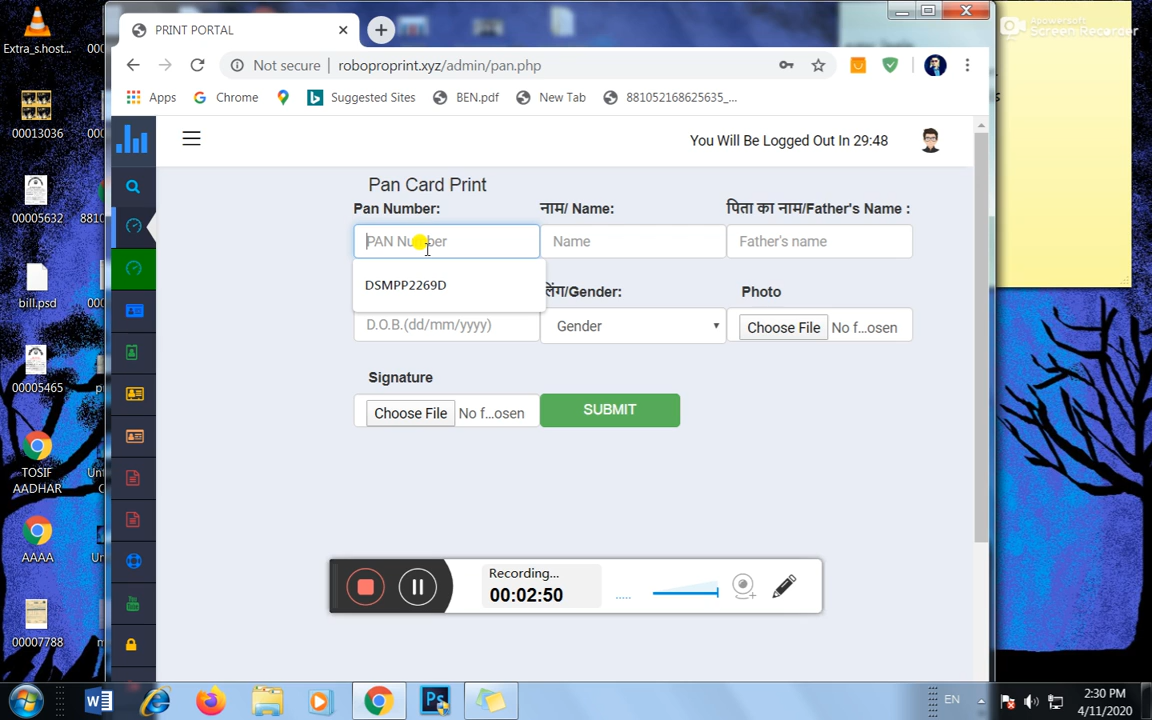 PRINT PORTAL
Not secure | roboproprint.xyz/admin/pan.php
Apps Chrome Suggested Sites BEN.pdf New Tab 881052168625635_...
You Will Be Logged Out In 29:48
Pan Card Print
Pan Number: नाम/ Name: पिता का नाम/Father's Name :
PAN Number Name Father's name
DSMPP2269D
लिंग/Gender: Photo
D.O.B.(dd/mm/yyyy) Gender Choose File No f...osen
Signature
Choose File No f...osen SUBMIT
Recording...
00:02:50
Extra_s.host...
00013036
00005632
bill.psd
00005465
TOSIF
AADHAR
AAAA
00007788
Apowersoft
Screen Recorder
EN
2:30 PM
4/11/2020